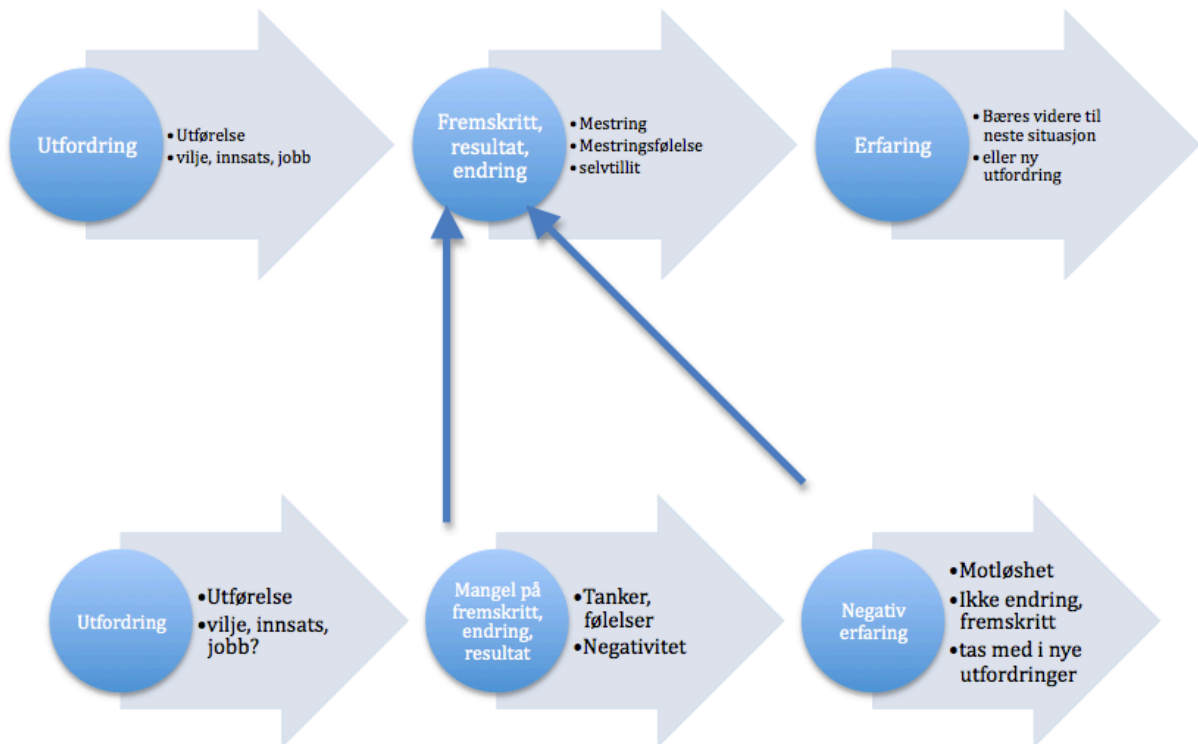 Utfordring
• Utførelse
• vilje, innsats, jobb
Fremskritt,
resultat,
endring
• Mestring
• Mestringsfølelse
• selvtillit
Erfaring
• Bæres videre til
neste situasjon
• eller ny
utfordring
Utfordring
•Utførelse
•vilje, innsats,
jobb?
Mangel på
fremskritt,
endring,
resultat
•Tanker,
følelser
•Negativitet
Negativ
erfaring
•Motløshet
•Ikke endring,
fremskritt
•tas med i nye
utfordringer